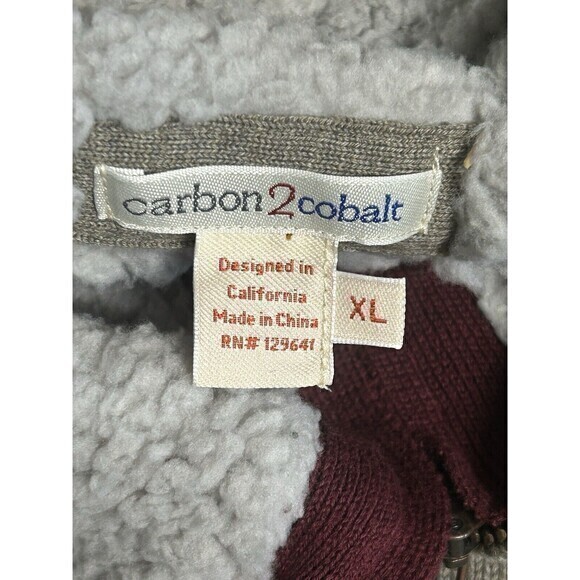 carbon2cobalt
Designed in
California
Made in China
RN# 129641
XL